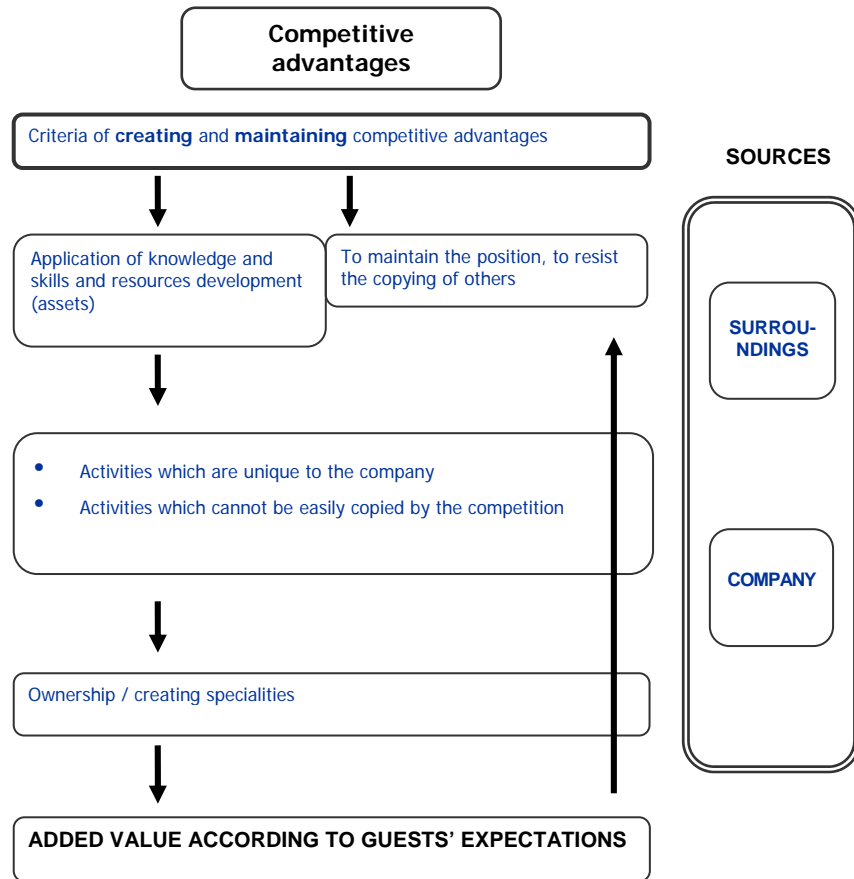 Competitive
advantages
Criteria of creating and maintaining competitive advantages
SOURCES
Application of knowledge and
skills and resources development
(assets)
To maintain the position, to resist
the copying of others
SURROU-
NDINGS
• Activities which are unique to the company
• Activities which cannot be easily copied by the competition
COMPANY
Ownership / creating specialities
ADDED VALUE ACCORDING TO GUESTS’ EXPECTATIONS